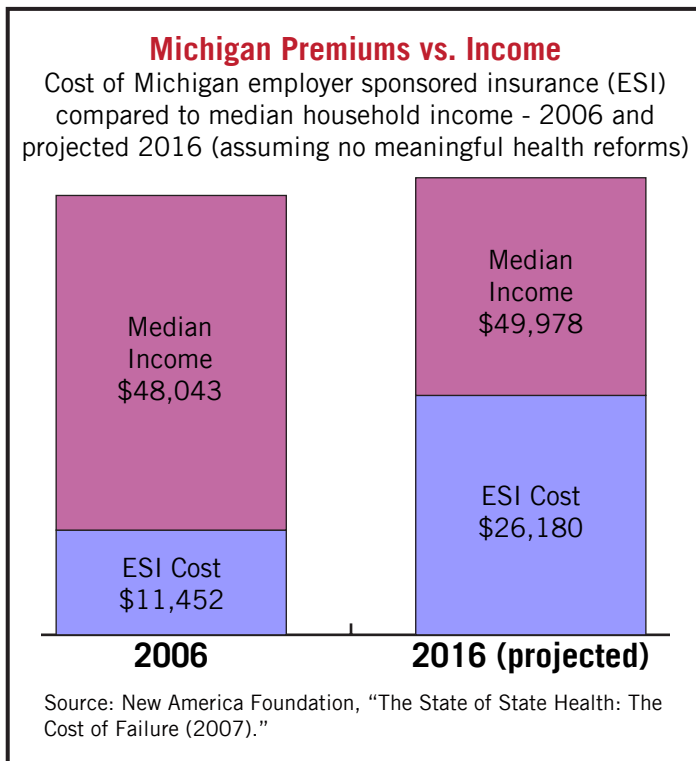 Michigan Premiums vs. Income
Cost of Michigan employer sponsored insurance (ESI)
compared to median household income - 2006 and
projected 2016 (assuming no meaningful health reforms)
Median
Income
$48,043
ESI Cost
$11,452
Median
Income
$49,978
ESI Cost
$26,180
2006
2016 (projected)
Source: New America Foundation, “The State of State Health: The
Cost of Failure (2007).”